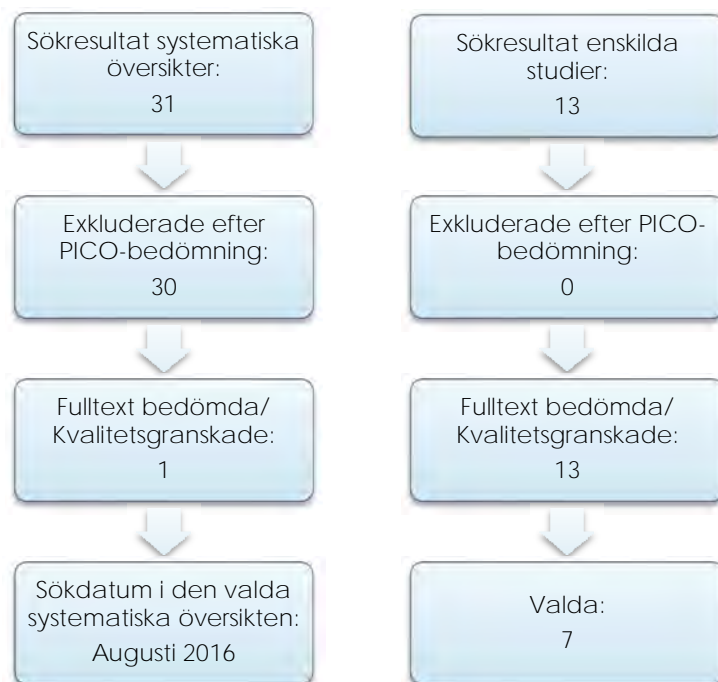 Sökresultat systematiska
översikter:
31
Exkluderade efter
PICO-bedömning:
30
Fulltext bedömda/
Kvalitetsgranskade:
1
Sökdatum i den valda
systematiska översikten:
Augusti 2016
Sökresultat enskilda
studier:
13
Exkluderade efter PICO-
bedömning:
0
Fulltext bedömda/
Kvalitetsgranskade:
13
Valda:
7